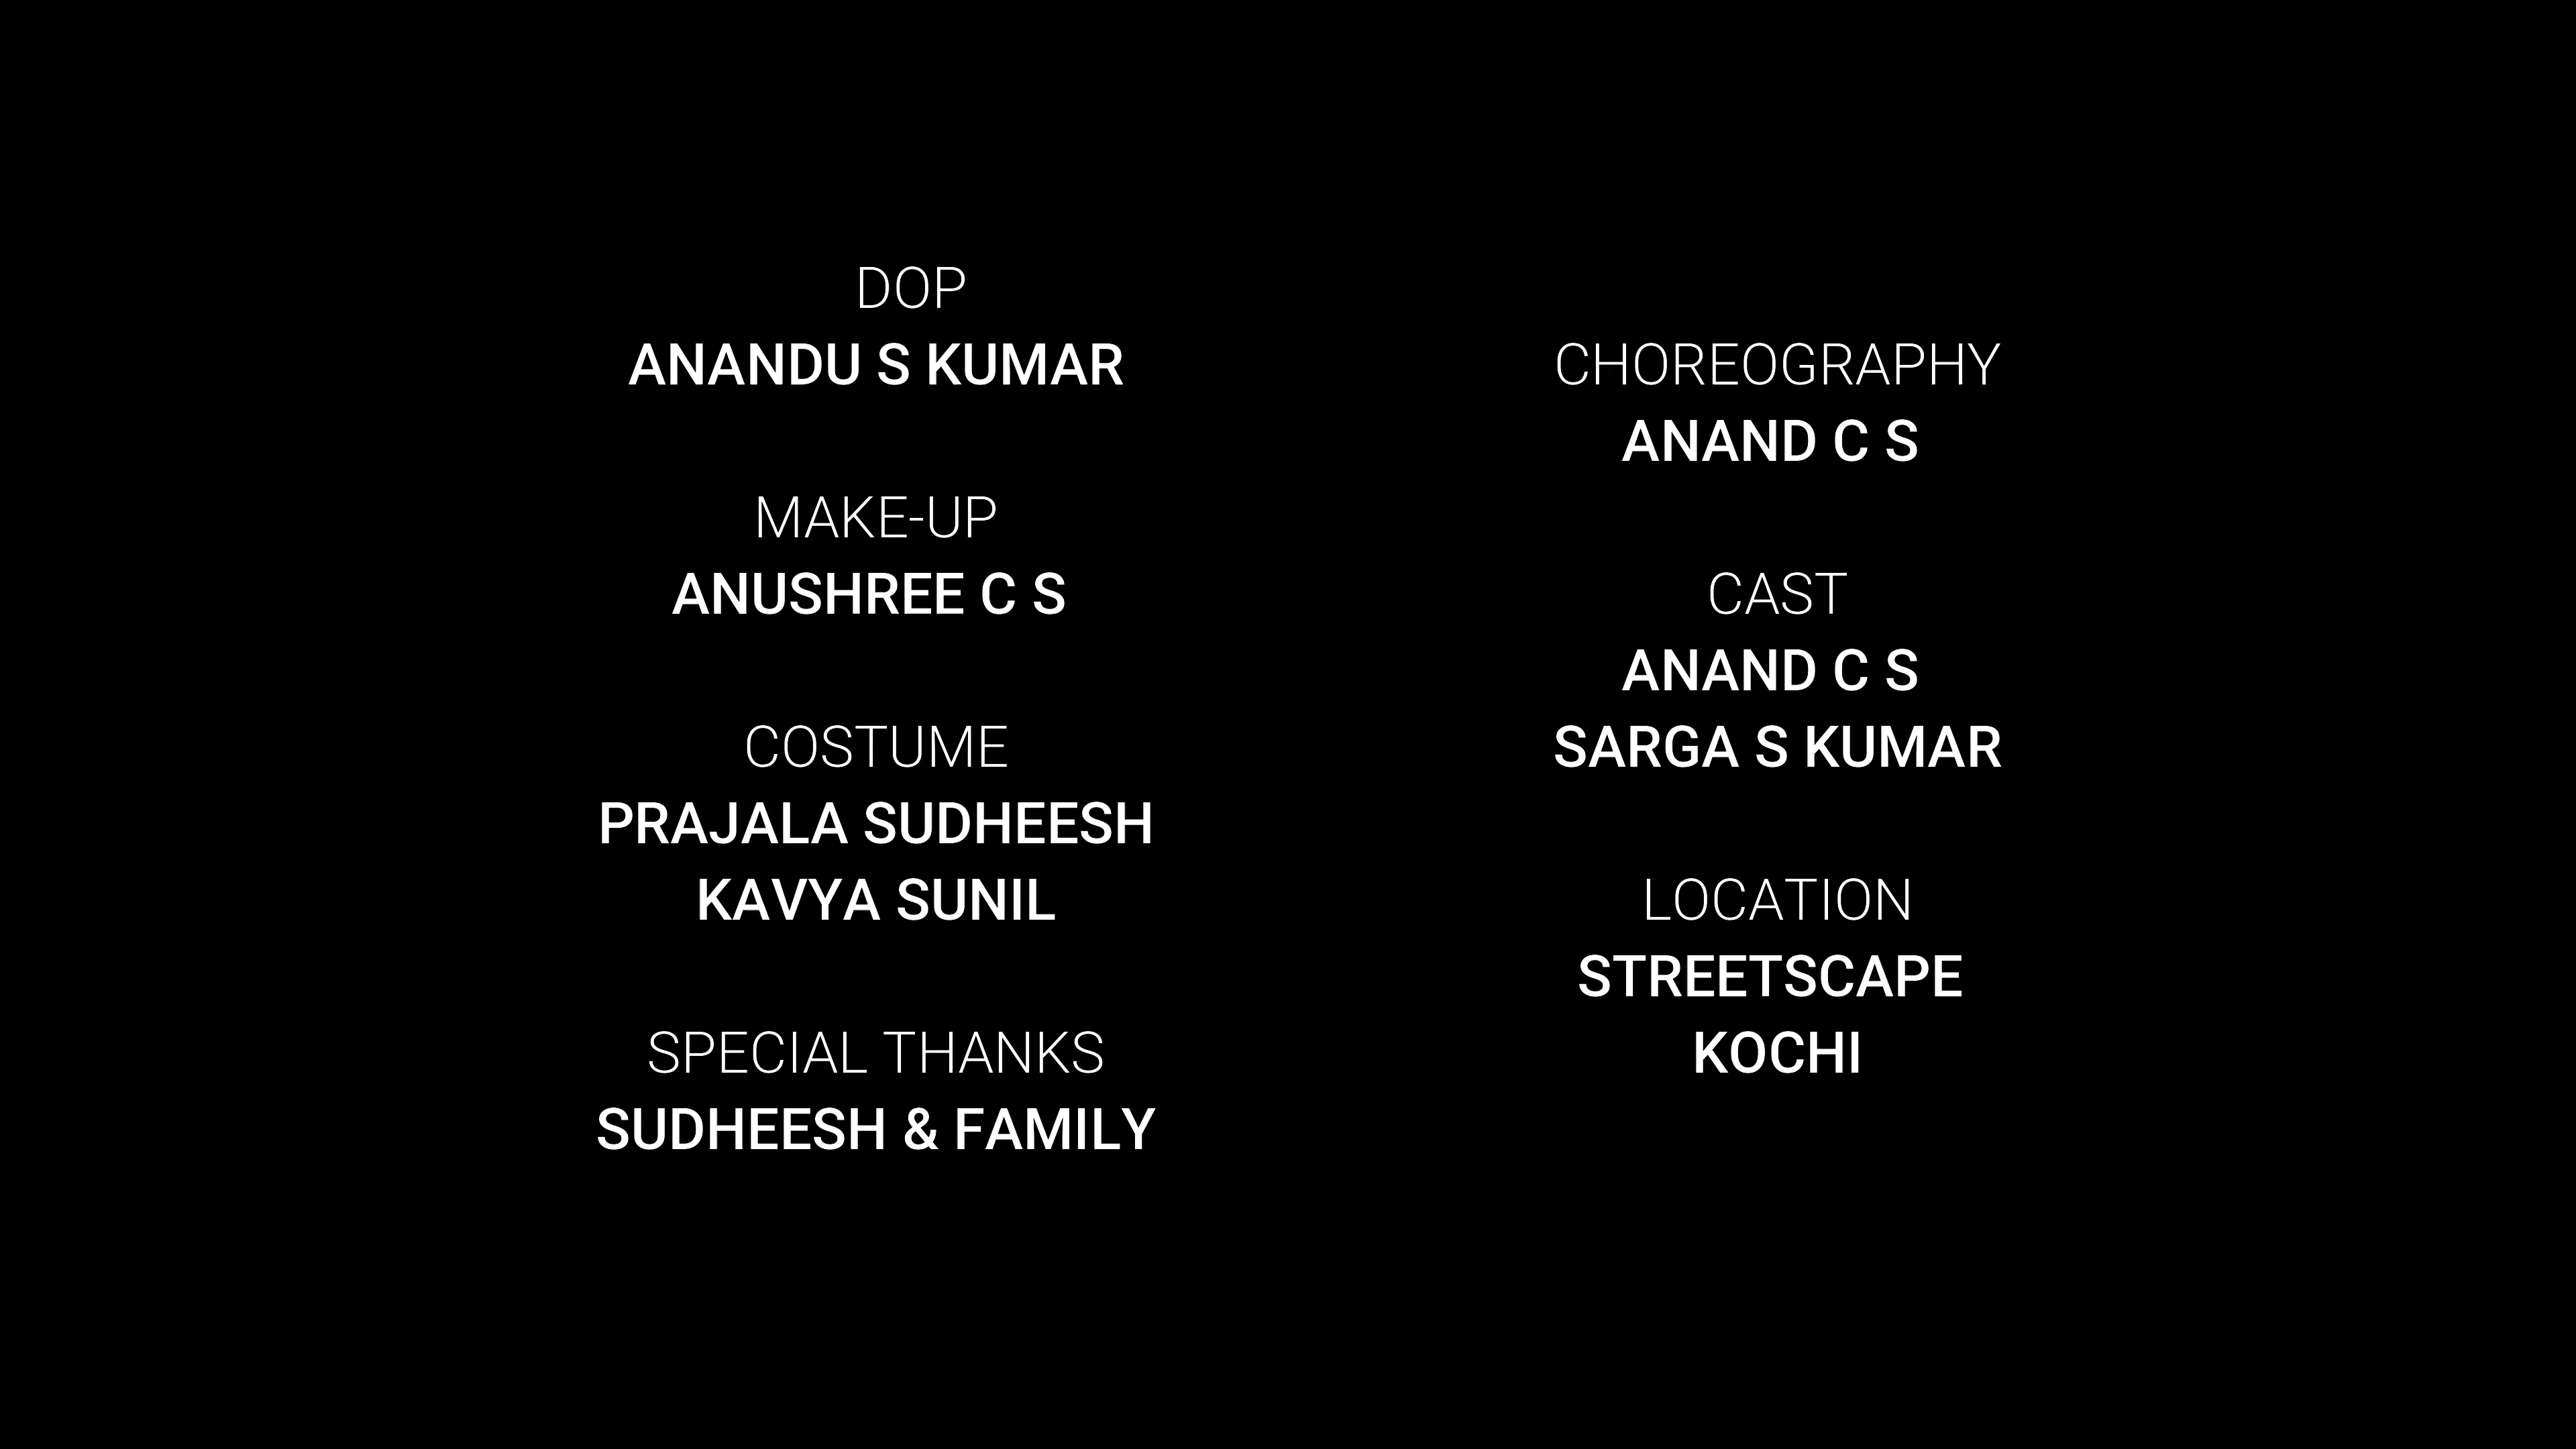 DOP
ANANDU S KUMAR
MAKE-UP
ANUSHREE C S
COSTUME
PRAJALA SUDHEESH
KAVYA SUNIL
SPECIAL THANKS
SUDHEESH & FAMILY
CHOREOGRAPHY
ANAND C S
CAST
ANAND C S
SARGA S KUMAR
LOCATION
STREETSCAPE
KOCHI